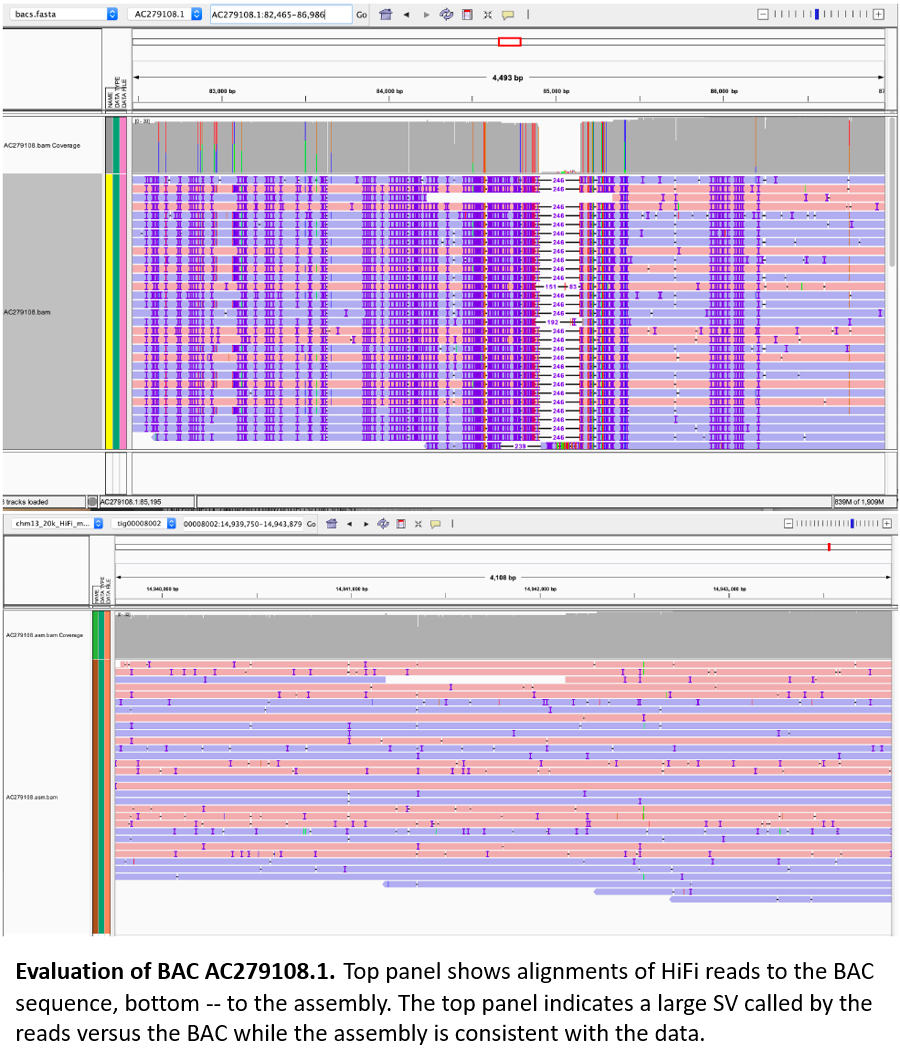 bacs.fasta AC279108.1 AC279108.1:82,465-86,986 Go
4,493 bp
NAME
DATA TYPE
DATA FILE
83,000 bp 84,000 bp 85,000 bp 86,000 bp 87
AC279108.bam Coverage
246
246
246
246
246
246
246
246
246
246
246
151 83
246
246
246
192
246
246
246
246
246
246
246
246
246
246
246
246
239
AC279108.bam
tracks loaded AC279108.1:85,195 839M of 1,909M
chm13_20k_HiFi_m... tig00008002 00008002:14,939,750-14,943,879 Go
4,108 bp
NAME
DATA TYPE
DATA FILE
14,940,000 bp 14,941,000 bp 14,942,000 bp 14,943,000 bp
AC279108.asm.bam Coverage
AC279108.asm.bam
Evaluation of BAC AC279108.1. Top panel shows alignments of HiFi reads to the BAC
sequence, bottom -- to the assembly. The top panel indicates a large SV called by the
reads versus the BAC while the assembly is consistent with the data.